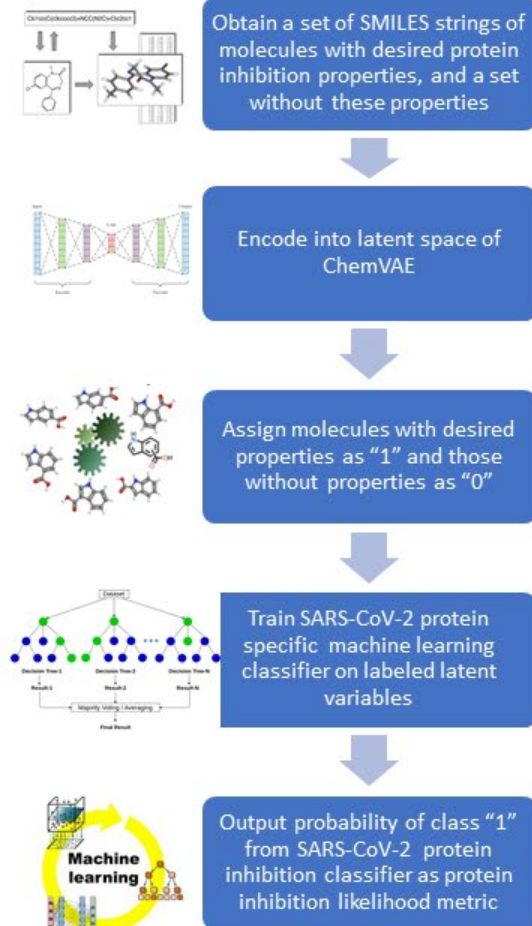 Obtain a set of SMILES strings of
molecules with desired protein
inhibition properties, and a set
without these properties
Encode into latent space of
ChemVAE
Assign molecules with desired
properties as “1” and those
without properties as “0”
Dataset
Decision Tree-1
Decision Tree-2
Decision Tree-N
Result-1
Result-2
Result-N
Majority Voting / Averaging
Final Result
Train SARS-CoV-2 protein
specific machine learning
classifier on labeled latent
variables
Machine
learning
Output probability of class “1”
from SARS-CoV-2 protein
inhibition classifier as protein
inhibition likelihood metric